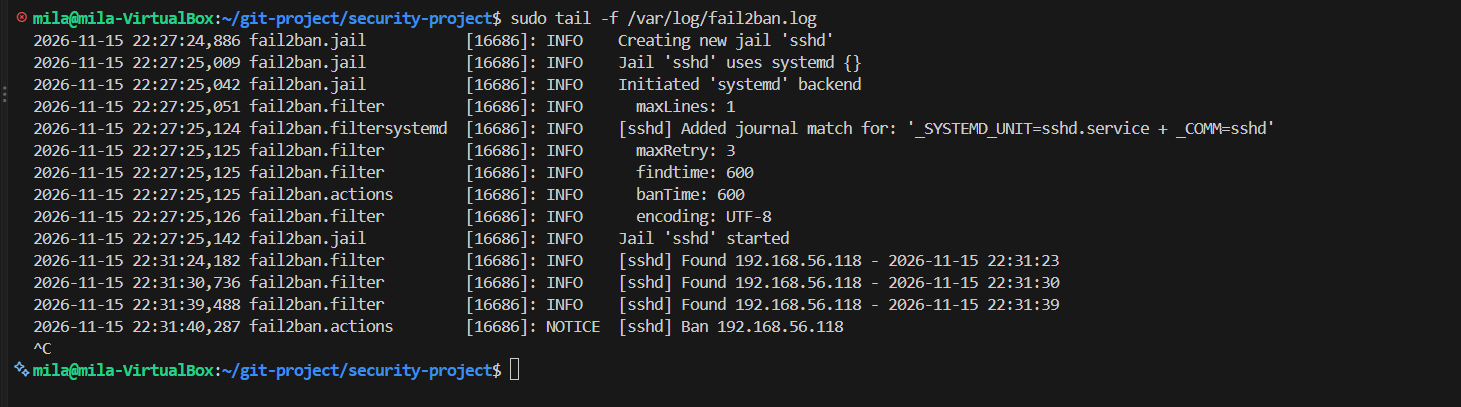 mila@mila-VirtualBox:~/git-project/security-project$ sudo tail -f /var/log/fail2ban.log
2026-11-15 22:27:24,886 fail2ban.jail           [16686]: INFO    Creating new jail 'sshd'
2026-11-15 22:27:25,009 fail2ban.jail           [16686]: INFO    Jail 'sshd' uses systemd {}
2026-11-15 22:27:25,042 fail2ban.jail           [16686]: INFO    Initiated 'systemd' backend
2026-11-15 22:27:25,051 fail2ban.filter         [16686]: INFO      maxLines: 1
2026-11-15 22:27:25,124 fail2ban.filtersystemd  [16686]: INFO    [sshd] Added journal match for: '_SYSTEMD_UNIT=sshd.service + _COMM=sshd'
2026-11-15 22:27:25,125 fail2ban.filter         [16686]: INFO      maxRetry: 3
2026-11-15 22:27:25,125 fail2ban.filter         [16686]: INFO      findtime: 600
2026-11-15 22:27:25,125 fail2ban.actions        [16686]: INFO      banTime: 600
2026-11-15 22:27:25,126 fail2ban.filter         [16686]: INFO      encoding: UTF-8
2026-11-15 22:27:25,142 fail2ban.jail           [16686]: INFO    Jail 'sshd' started
2026-11-15 22:31:24,182 fail2ban.filter         [16686]: INFO    [sshd] Found 192.168.56.118 - 2026-11-15 22:31:23
2026-11-15 22:31:30,736 fail2ban.filter         [16686]: INFO    [sshd] Found 192.168.56.118 - 2026-11-15 22:31:30
2026-11-15 22:31:39,488 fail2ban.filter         [16686]: INFO    [sshd] Found 192.168.56.118 - 2026-11-15 22:31:39
2026-11-15 22:31:40,287 fail2ban.actions        [16686]: NOTICE  [sshd] Ban 192.168.56.118
^C
mila@mila-VirtualBox:~/git-project/security-project$